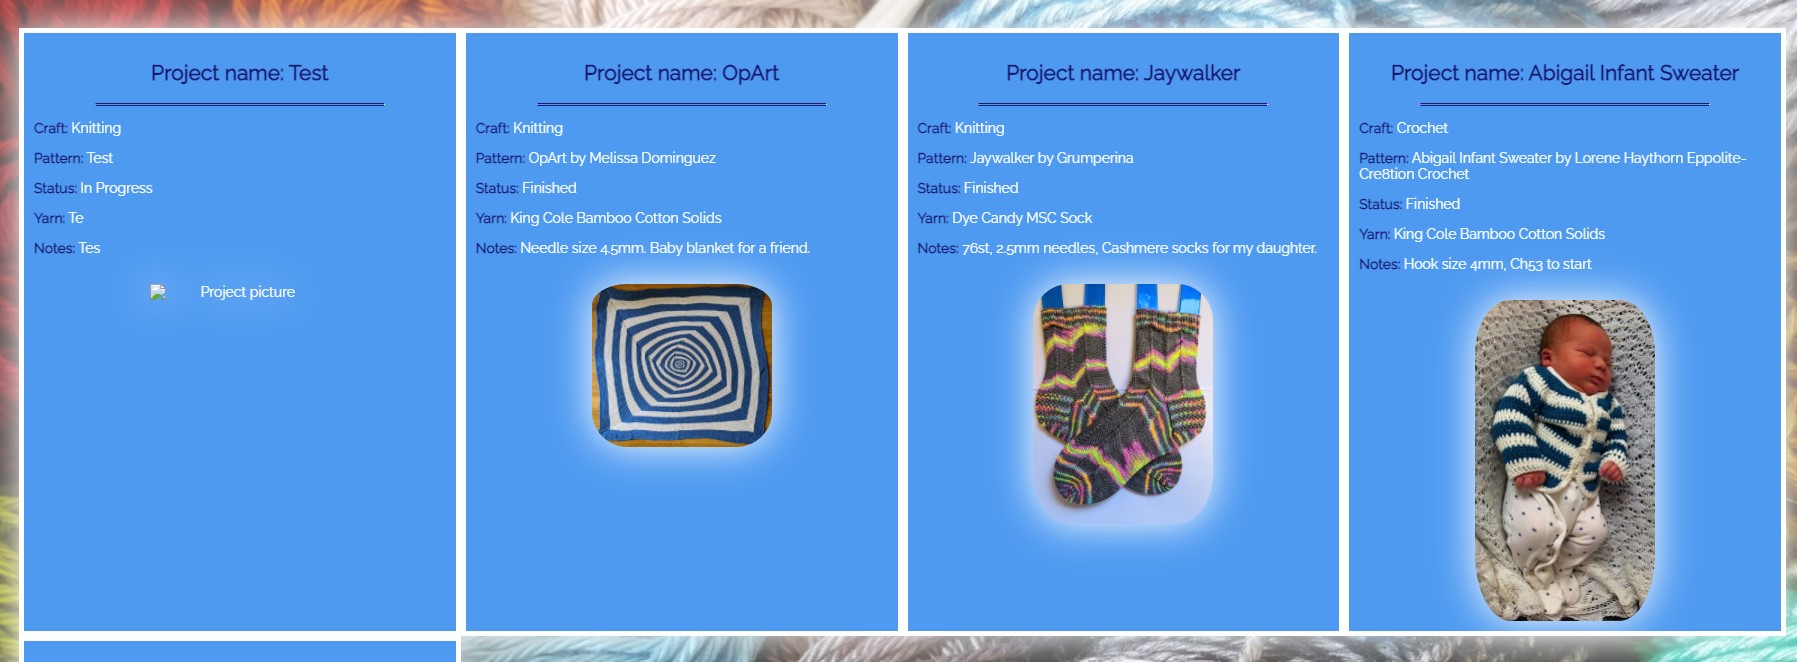 Project name: Test
Craft: Knitting
Pattern: Test
Status: In Progress
Yarn: Te
Notes: Tes
Project picture
Project name: OpArt
Craft: Knitting
Pattern: OpArt by Melissa Dominguez
Status: Finished
Yarn: King Cole Bamboo Cotton Solids
Notes: Needle size 4.5mm. Baby blanket for a friend.
Project name: Jaywalker
Craft: Knitting
Pattern: Jaywalker by Grumperina
Status: Finished
Yarn: Dye Candy MSC Sock
Notes: 76st, 2.5mm needles, Cashmere socks for my daughter.
Project name: Abigail Infant Sweater
Craft: Crochet
Pattern: Abigail Infant Sweater by Lorene Haythorn Eppolite-
Cre8tion Crochet
Status: Finished
Yarn: King Cole Bamboo Cotton Solids
Notes: Hook size 4mm, Ch53 to start